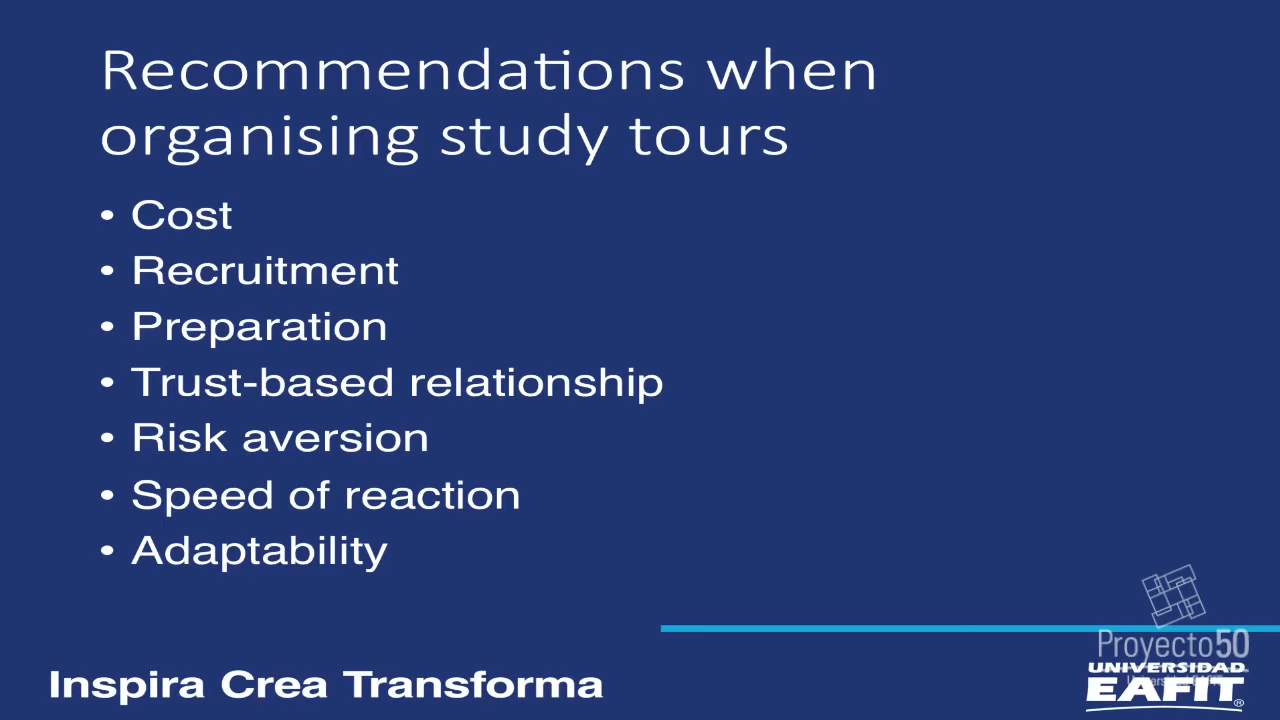 Recommendations when
organising study tours
• Cost
• Recruitment
• Preparation
• Trust-based relationship
• Risk aversion
• Speed of reaction
• Adaptability
Proyecto50
UNIVERSIDAD
EAFIT®
Inspira Crea Transforma